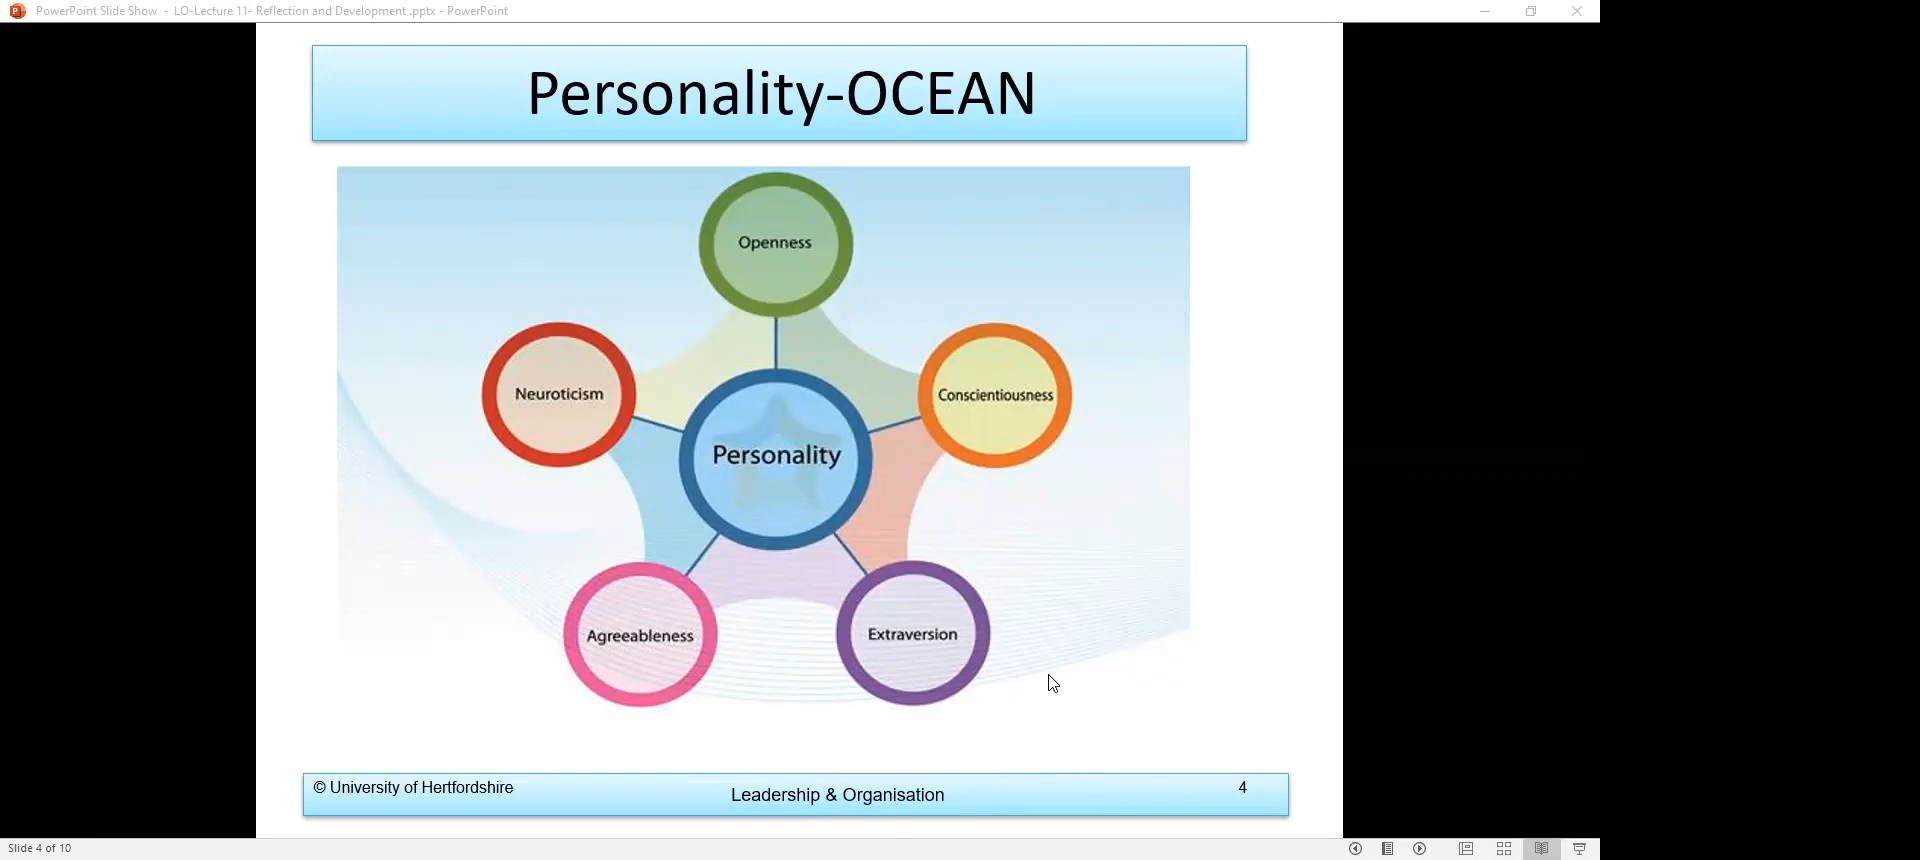 PowerPoint Slide Show - LO-Lecture 11- Reflection and Development .pptx - PowerPoint
Personality-OCEAN
Openness
Neuroticism
Conscientiousness
Personality
Agreeableness
Extraversion
© University of Hertfordshire
Leadership & Organisation
4
Slide 4 of 10